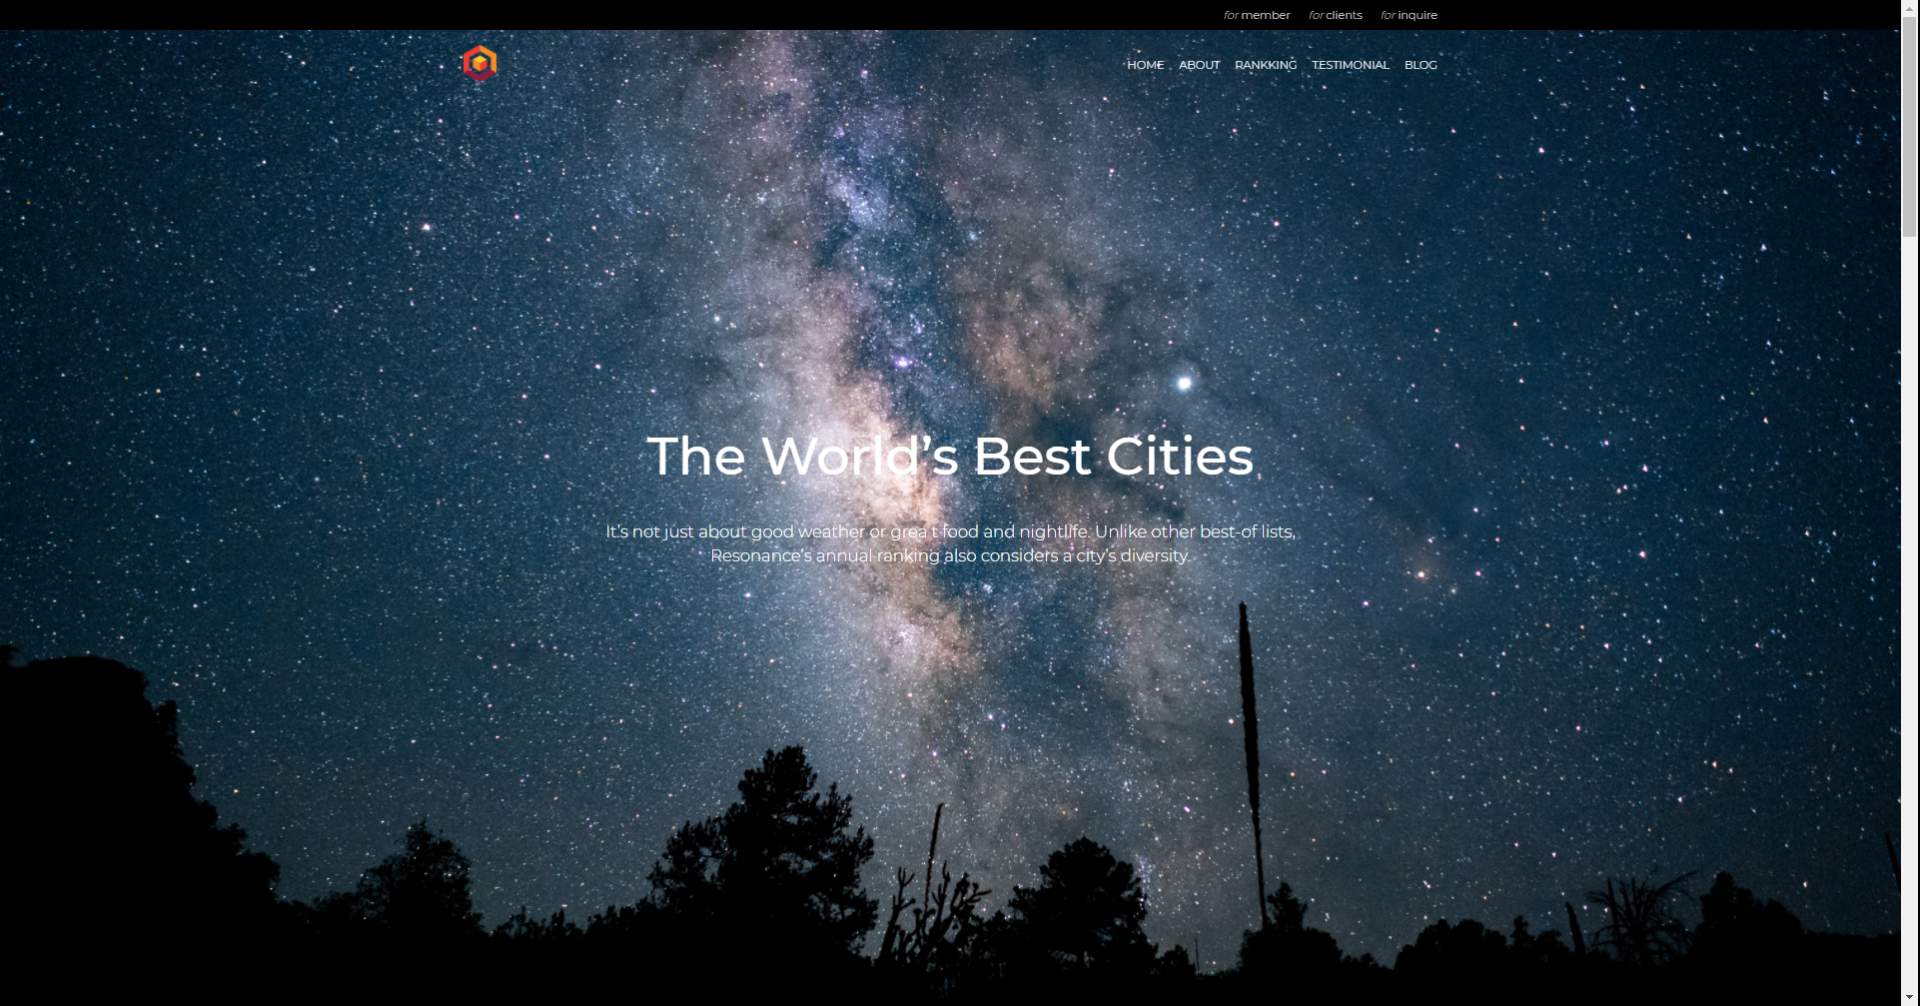 for member for clients for inquire
HOME ABOUT RANKKING TESTIMONIAL BLOG
The World’s Best Cities
It’s not just about good weather or grea t food and nightlife. Unlike other best-of lists,
Resonance’s annual ranking also considers a city’s diversity.